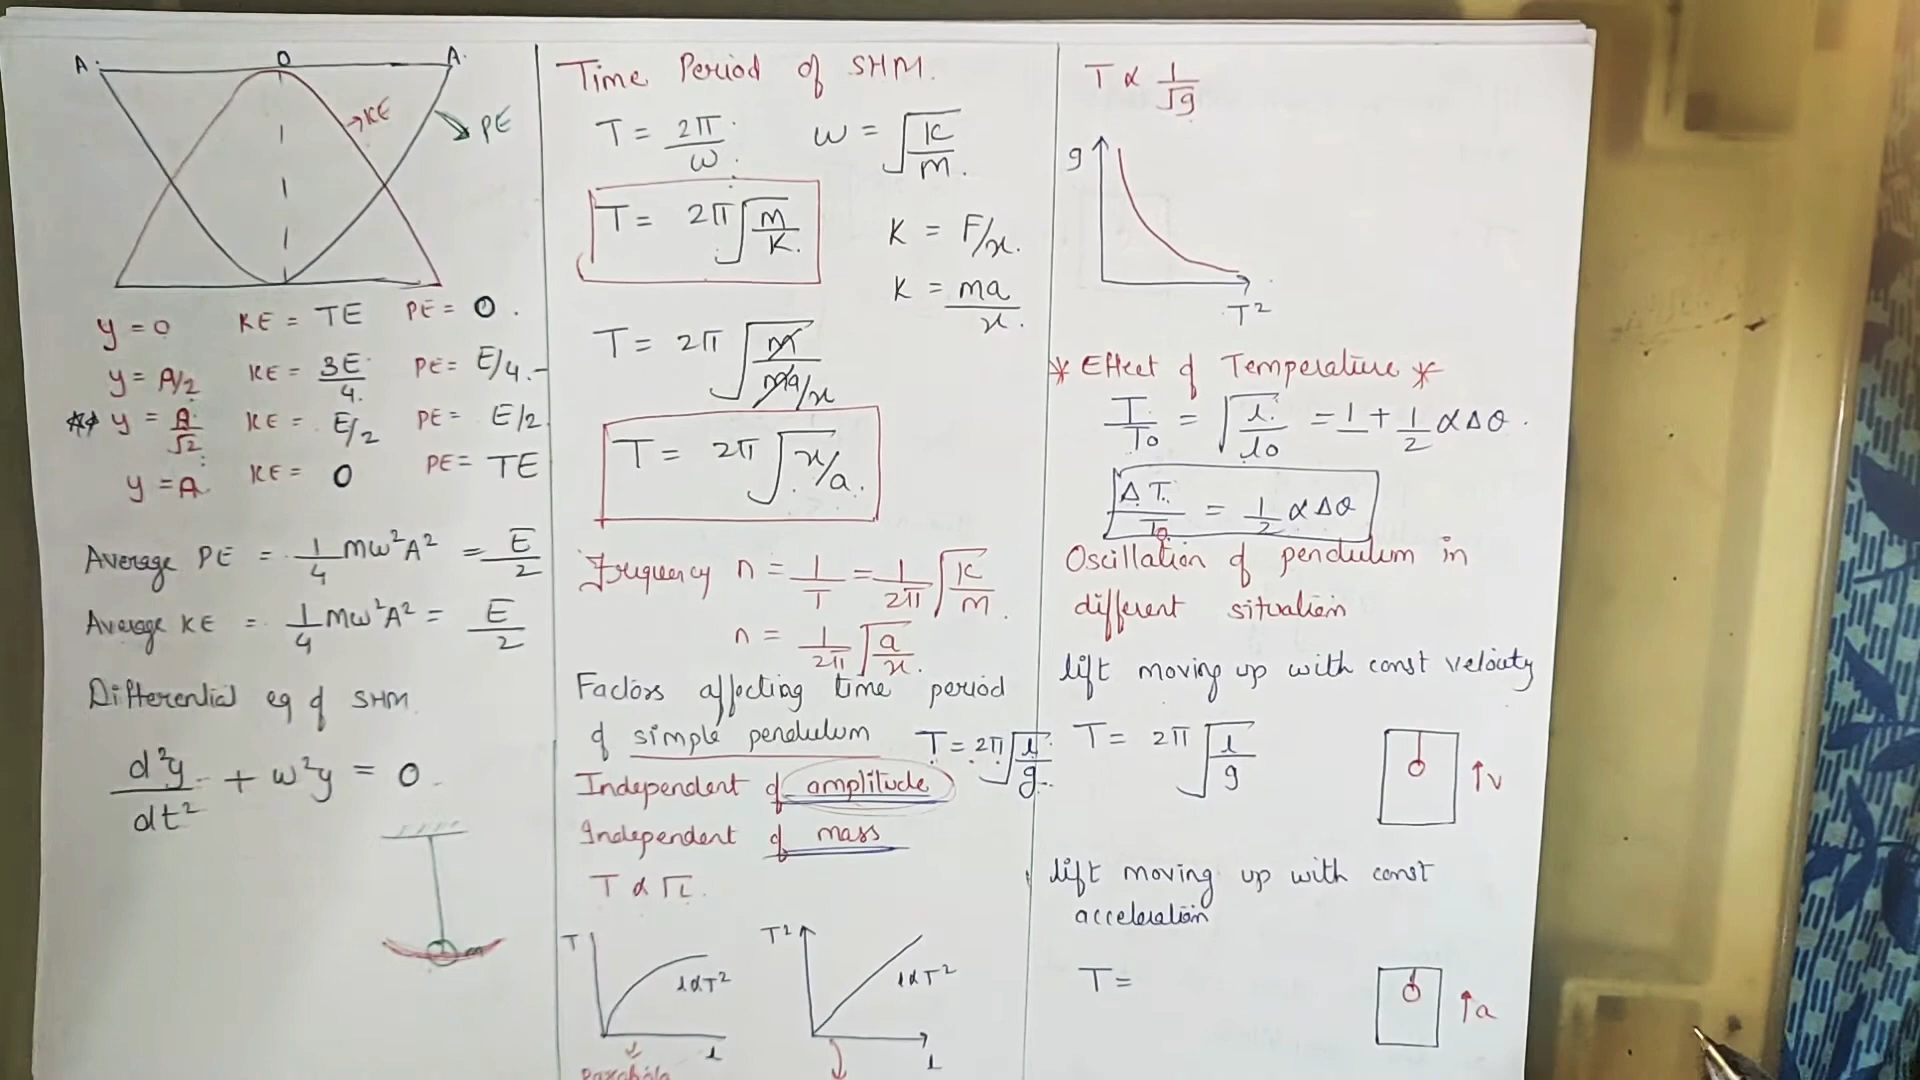 A. O A.
→KE
PE
y = 0 KE = TE PE = 0.
y = A/2 KE = 3E/4. PE = E/4.-
** y = A/√2 KE = E/2 PE = E/2
y = A KE = 0 PE = TE
Average PE = 1/4 mω²A² = E/2
Average KE = 1/4 mω²A² = E/2
Differential eq of SHM
d²y/dt² + ω²y = 0
Time Period of SHM.
T = 2π/ω ω = √(K/m).
T = 2π √(m/K).
K = F/x.
K = ma/x.
T = 2π √(m/(ma/x))
T = 2π √(x/a).
Frequency n = 1/T = 1/2π √(K/m).
n = 1/2π √(a/x).
Factors affecting time period
of simple pendulum T = 2π √(l/g)
Independent of amplitude
Independent of mass
T ∝ √l.
T l∝T² l
Parabola
T² l∝T² l
T ∝ 1/√g
g
T²
* Effect of Temperature *
T/T₀ = √(l/l₀) = 1 + 1/2 α Δθ.
ΔT/T₀ = 1/2 α Δθ
Oscillation of pendulum in
different situation
lift moving up with const velocity
T = 2π √(l/g) ↑v
lift moving up with const
acceleration
T = ↑a